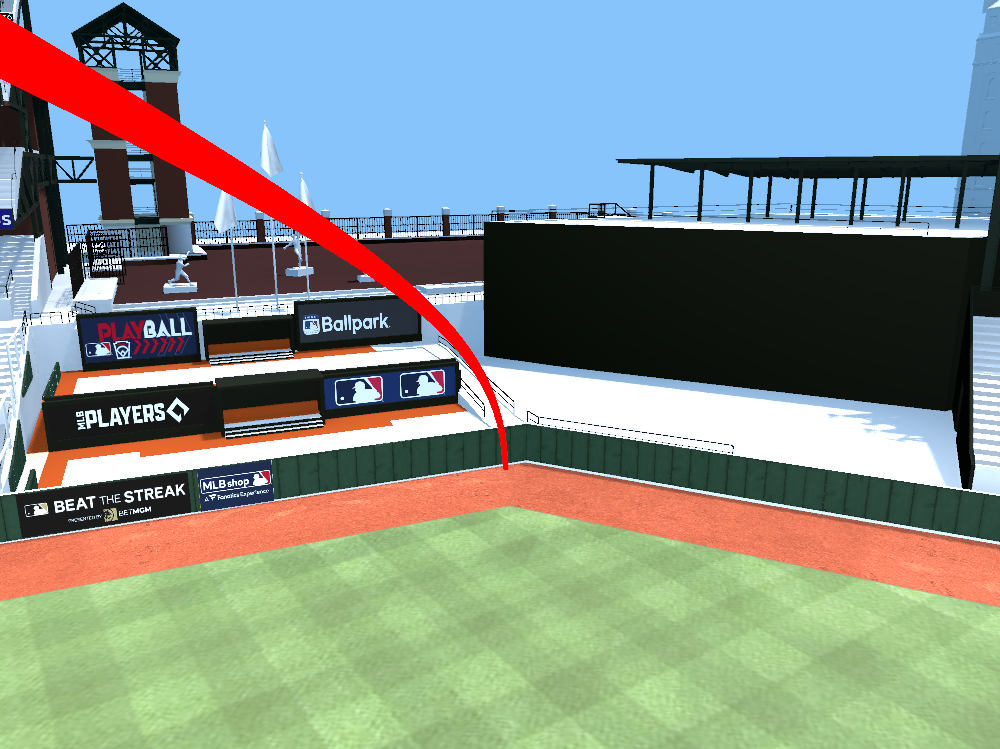 S
PLAY BALL
Ballpark
MLB PLAYERS
BEAT THE STREAK
PRESENTED BY BETMGM
MLB shop
A Fanatics Experience